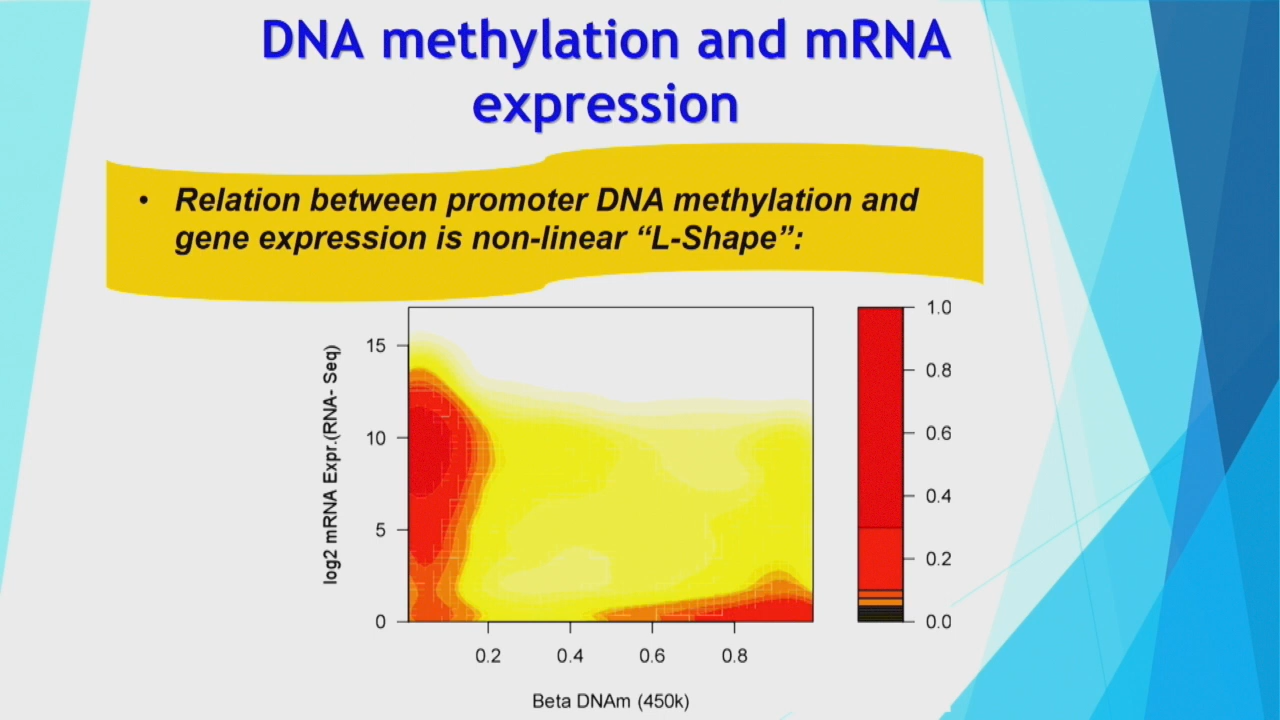 DNA methylation and mRNA
expression
• Relation between promoter DNA methylation and
gene expression is non-linear “L-Shape”:
log2 mRNA Expr.(RNA- Seq)
15
10
5
0
0.2 0.4 0.6 0.8
Beta DNAm (450k)
1.0
0.8
0.6
0.4
0.2
0.0